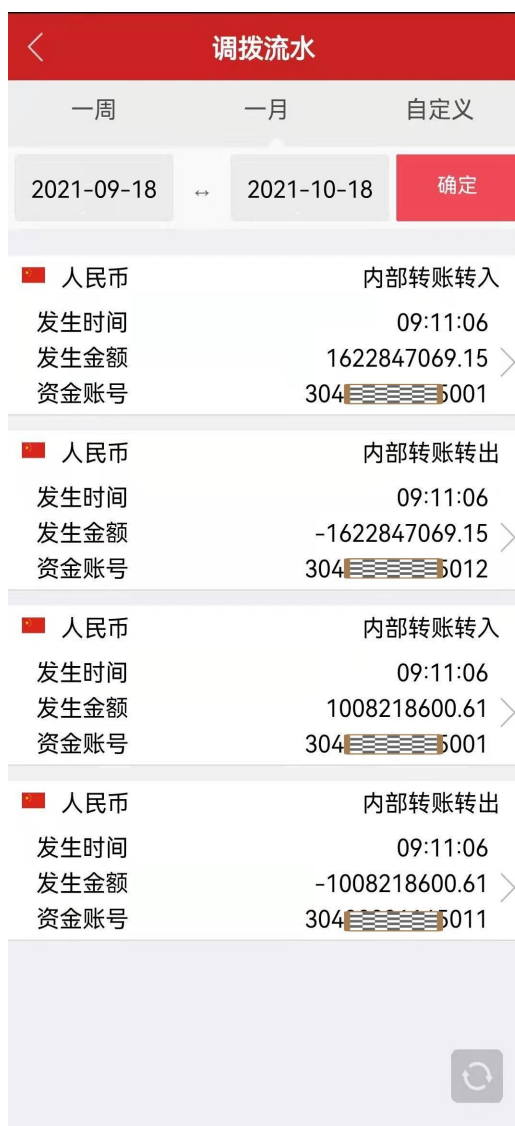 调拨流水
一周 一月 自定义
2021-09-18 ↔ 2021-10-18 确定
人民币 内部转账转入
发生时间 09:11:06
发生金额 1622847069.15
资金账号 304 5001
人民币 内部转账转出
发生时间 09:11:06
发生金额 -1622847069.15
资金账号 304 5012
人民币 内部转账转入
发生时间 09:11:06
发生金额 1008218600.61
资金账号 304 5001
人民币 内部转账转出
发生时间 09:11:06
发生金额 -1008218600.61
资金账号 304 5011